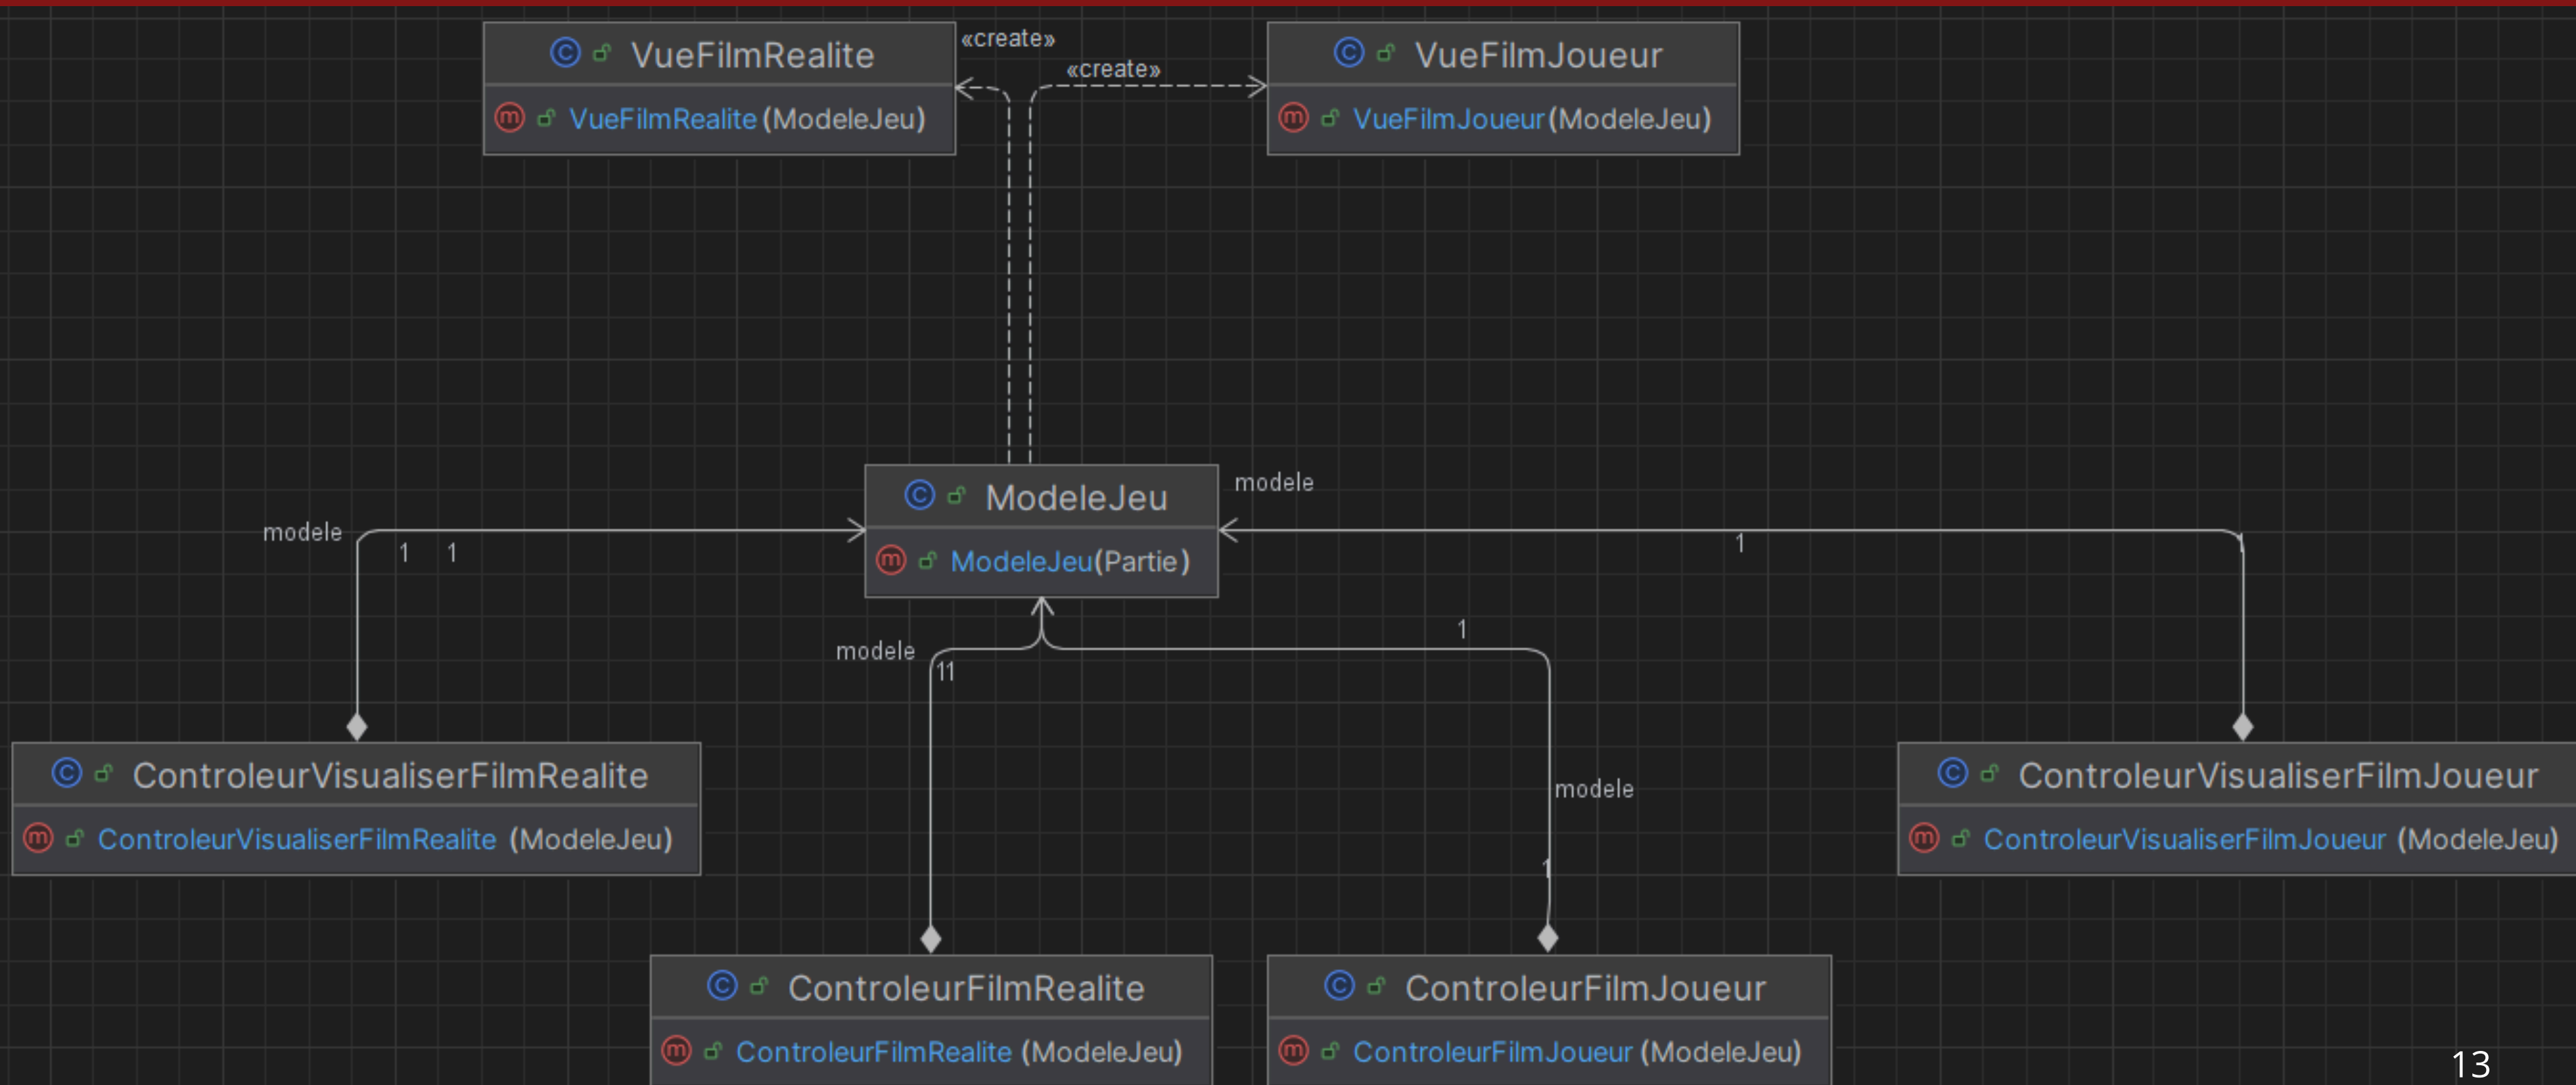 VueFilmRealite
VueFilmRealite(ModeleJeu)
«create»
«create»
VueFilmJoueur
VueFilmJoueur(ModeleJeu)
ModeleJeu
ModeleJeu(Partie)
modele
modele
1 1
1
1
modele
11
1
modele
1
ControleurVisualiserFilmRealite
ControleurVisualiserFilmRealite (ModeleJeu)
ControleurVisualiserFilmJoueur
ControleurVisualiserFilmJoueur (ModeleJeu)
ControleurFilmRealite
ControleurFilmRealite (ModeleJeu)
ControleurFilmJoueur
ControleurFilmJoueur (ModeleJeu)
13